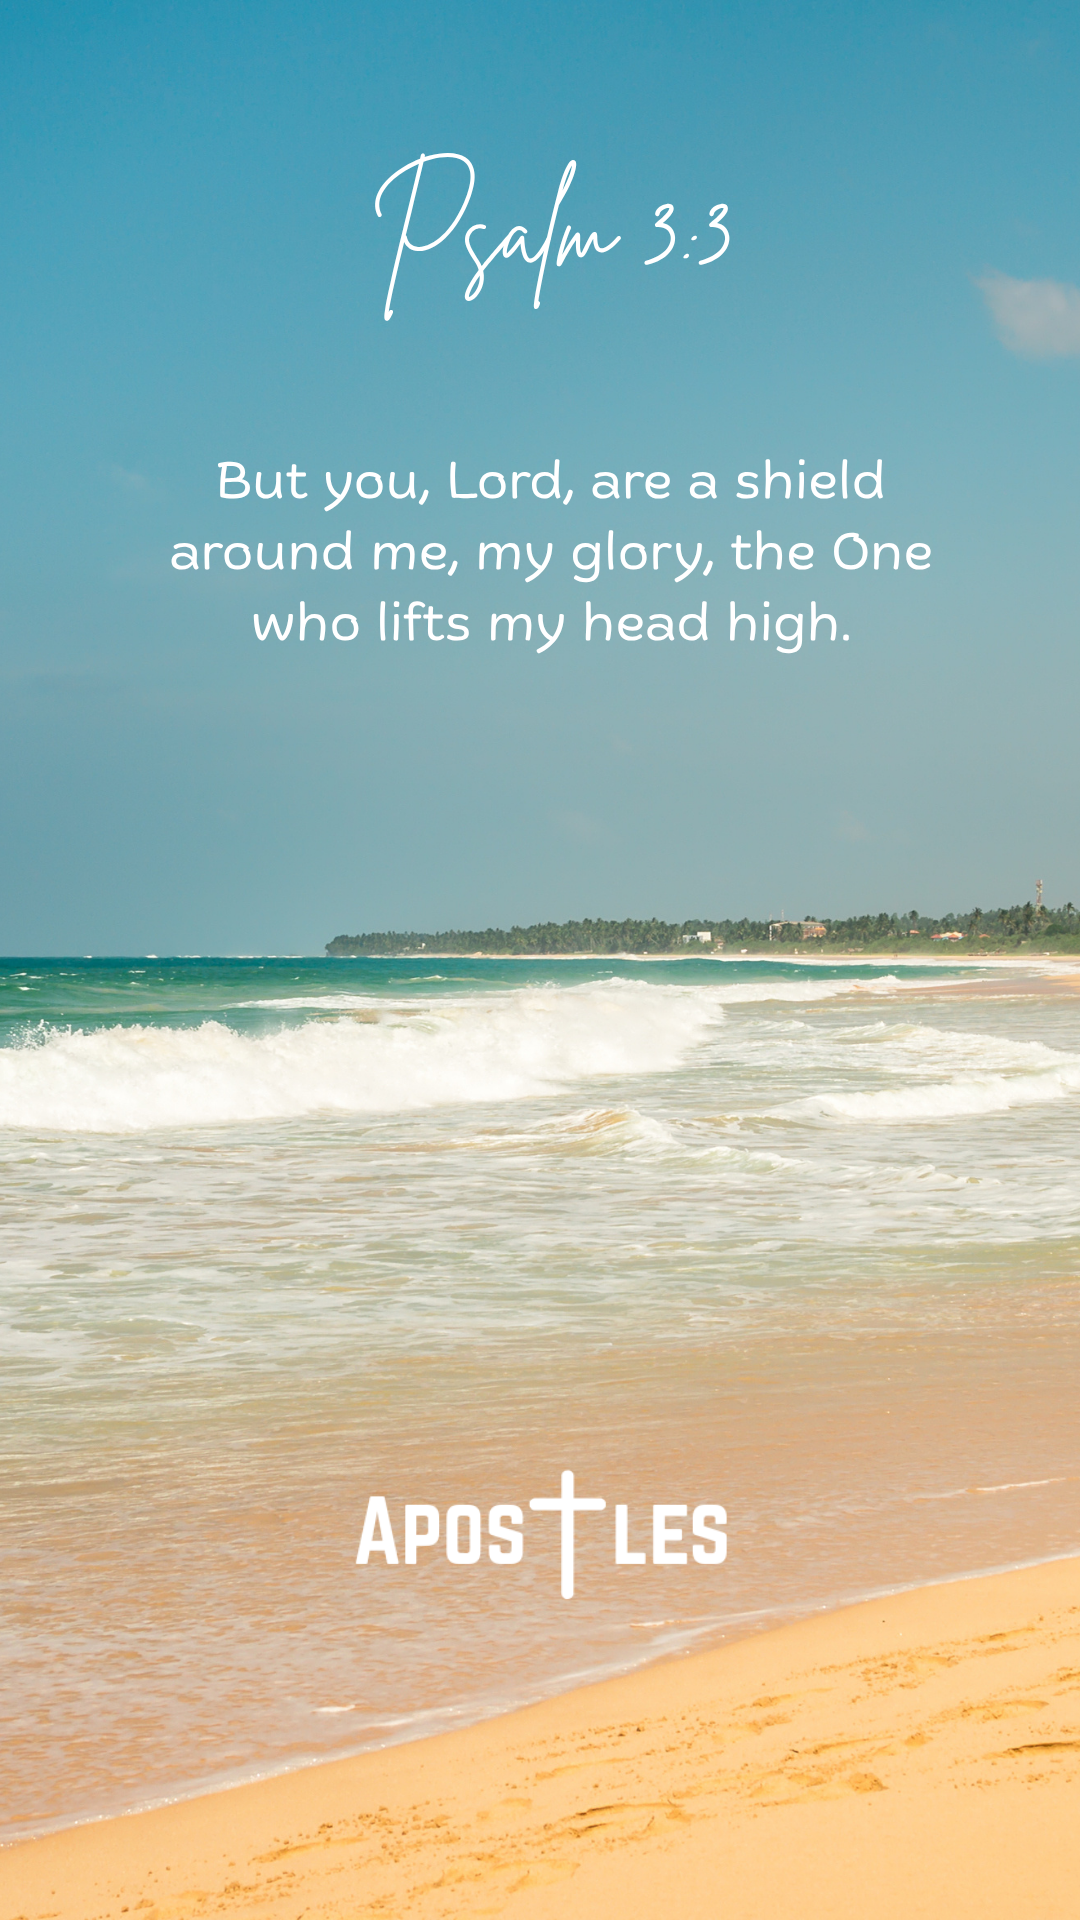 Psalm 3:3
But you, Lord, are a shield
around me, my glory, the One
who lifts my head high.
APOSTLES